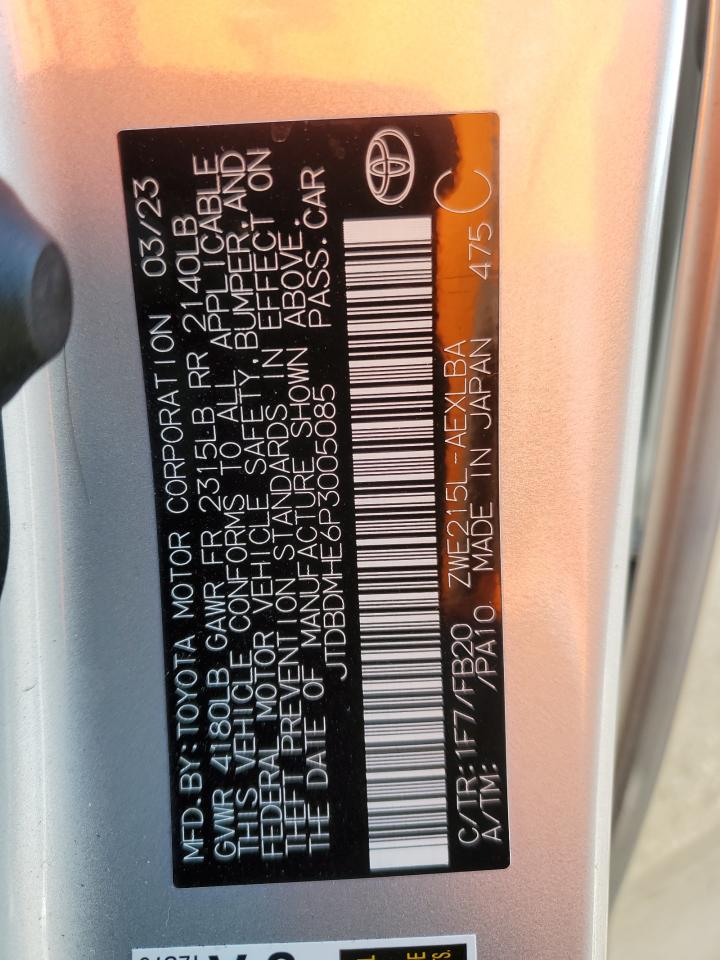 MFD. BY: TOYOTA MOTOR CORPORATION 03/23
GVWR 4180LB GAWR FR 2315LB RR 2140LB
THIS VEHICLE CONFORMS TO ALL APPLICABLE
FEDERAL MOTOR VEHICLE SAFETY, BUMPER, AND
THEFT PREVENTION STANDARDS IN EFFECT ON
THE DATE OF MANUFACTURE SHOWN ABOVE.
JTDBDMHE6P3005085 PASS. CAR
C/TR: 1F7/FB20 ZWE215L-AEXLBA
A/TM: /PA10 MADE IN JAPAN 475 C